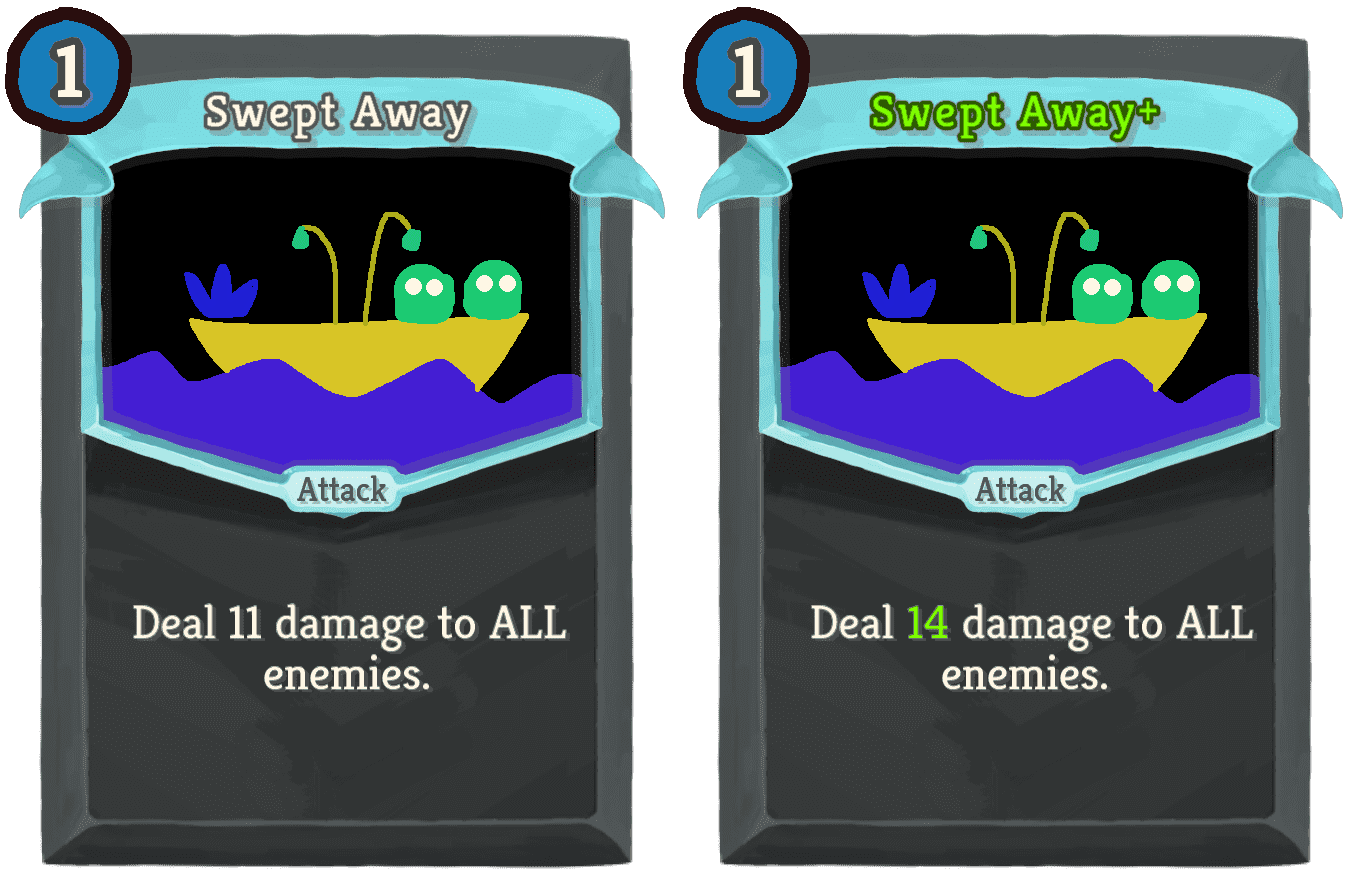 1
Swept Away
Attack
Deal 11 damage to ALL
enemies.
1
Swept Away+
Attack
Deal 14 damage to ALL
enemies.